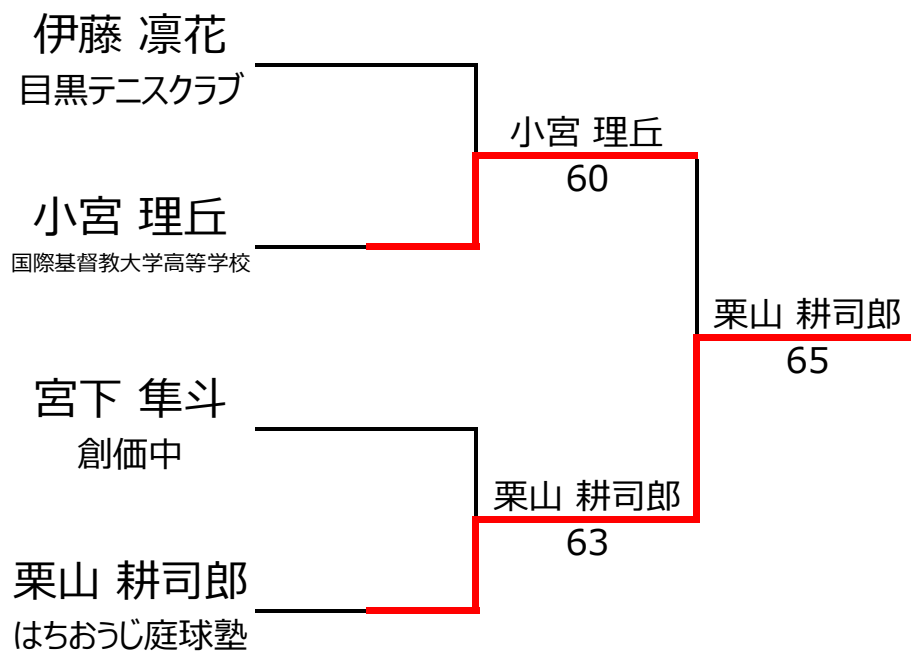 伊藤 凛花
目黒テニスクラブ
小宮 理丘
60
小宮 理丘
国際基督教大学高等学校
栗山 耕司郎
65
宮下 隼斗
創価中
栗山 耕司郎
63
栗山 耕司郎
はちおうじ庭球塾